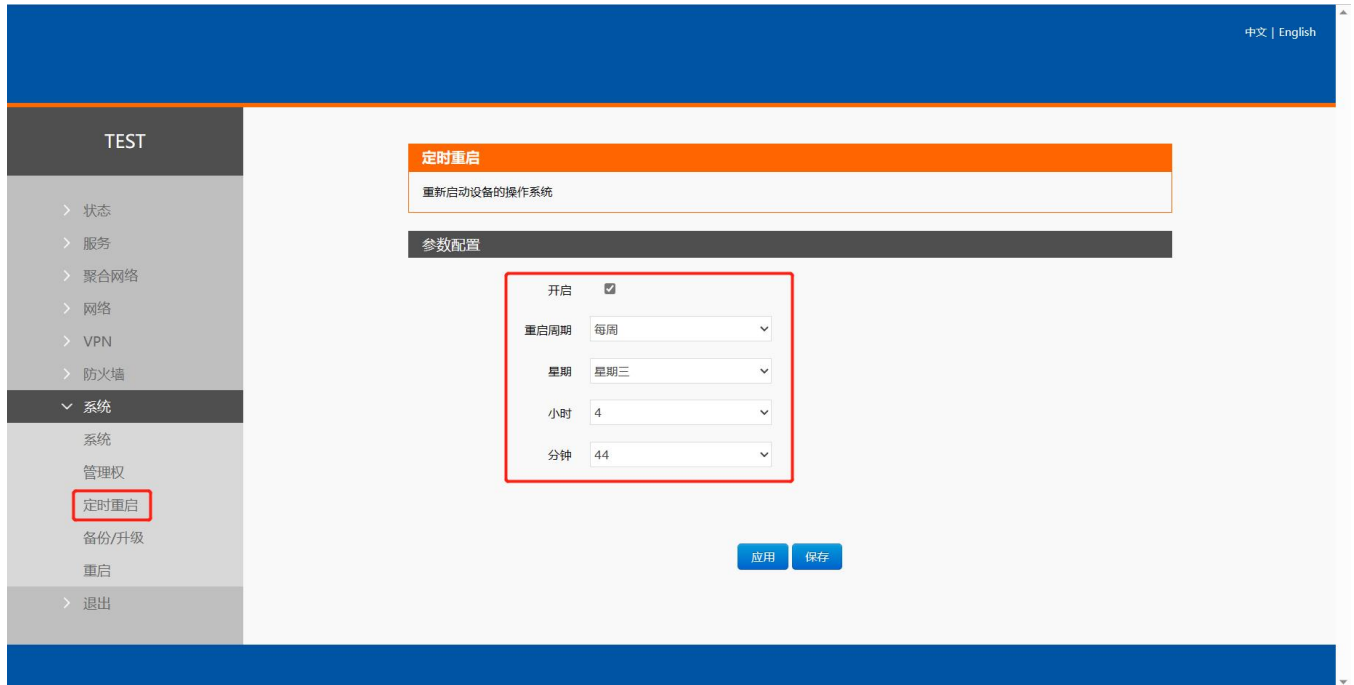 中文 | English
TEST
状态
服务
聚合网络
网络
VPN
防火墙
系统
系统
管理权
定时重启
备份/升级
重启
退出
定时重启
重新启动设备的操作系统
参数配置
开启
重启周期 每周
星期 星期三
小时 4
分钟 44
应用 保存